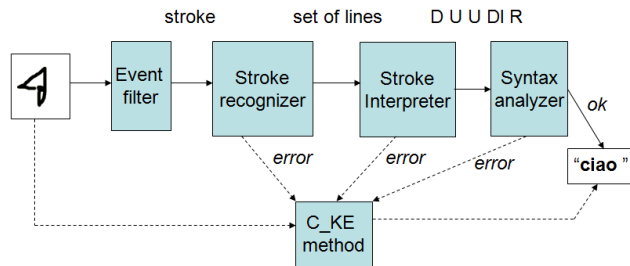 stroke
set of lines
D U U DI R
Event
filter
Stroke
recognizer
Stroke
Interpreter
Syntax
analyzer
ok
error
error
error
“ciao ”
C_KE
method